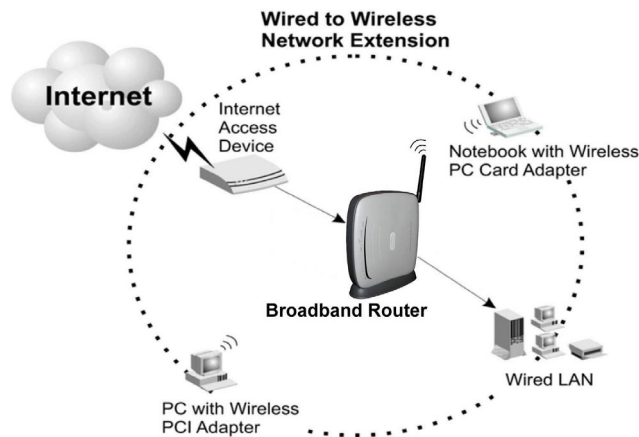 Wired to Wireless
Network Extension
Internet
Internet
Access
Device
Notebook with Wireless
PC Card Adapter
Broadband Router
Wired LAN
PC with Wireless
PCI Adapter